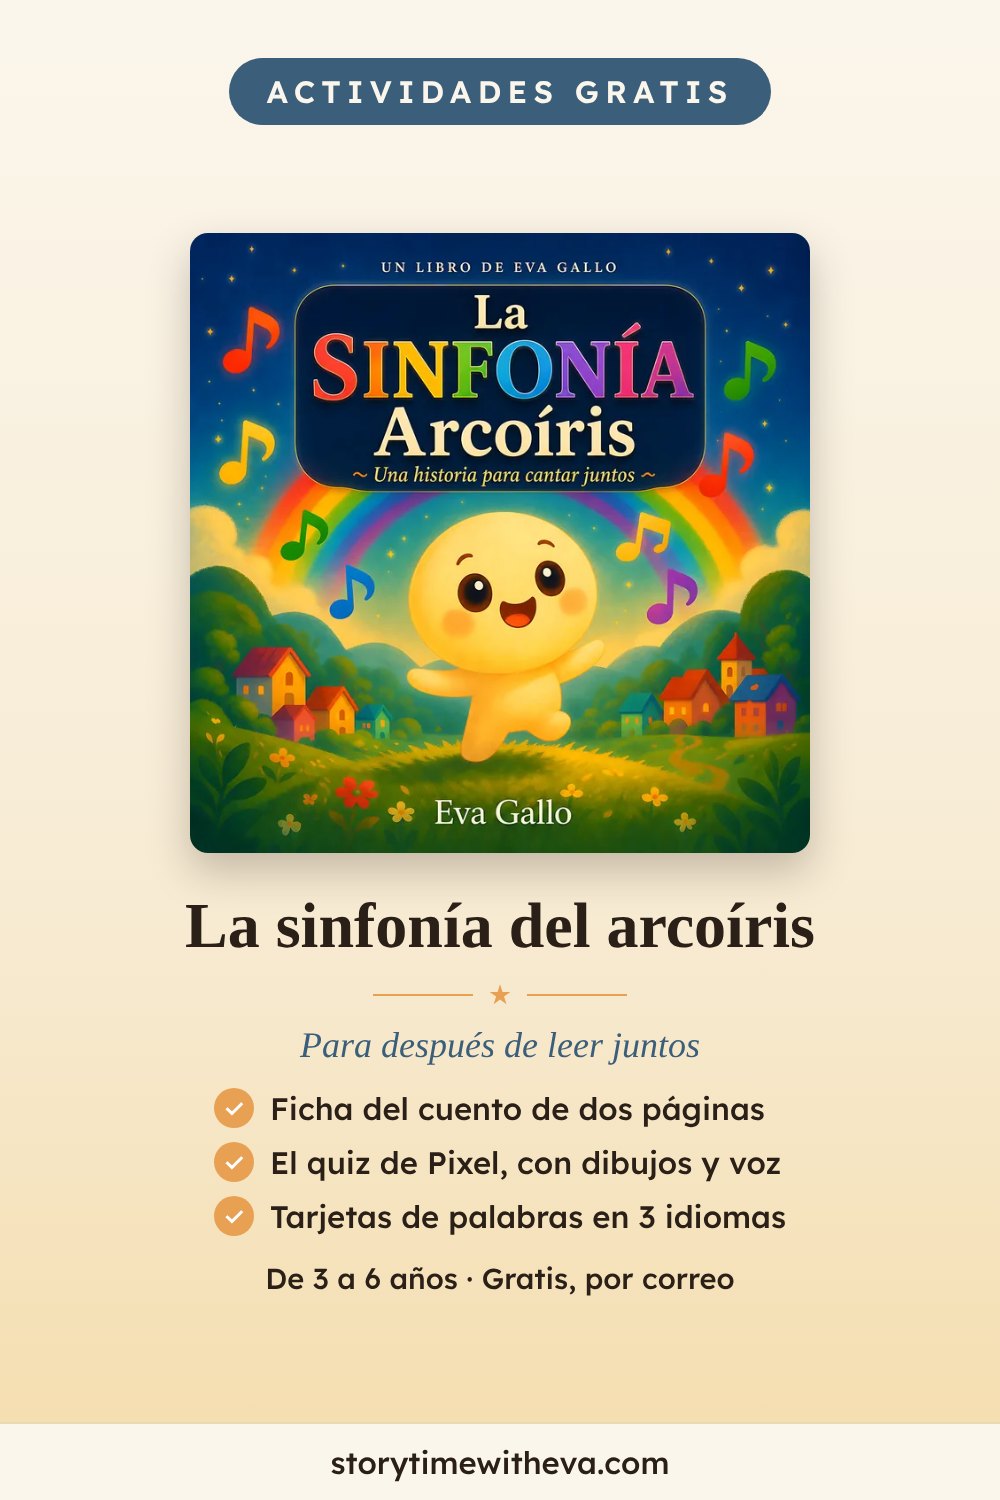 ACTIVIDADES GRATIS
UN LIBRO DE EVA GALLO
La
SINFONÍA
Arcoíris
~ Una historia para cantar juntos ~
Eva Gallo
La sinfonía del arcoíris
Para después de leer juntos
Ficha del cuento de dos páginas
El quiz de Pixel, con dibujos y voz
Tarjetas de palabras en 3 idiomas
De 3 a 6 años · Gratis, por correo
storytimewitheva.com